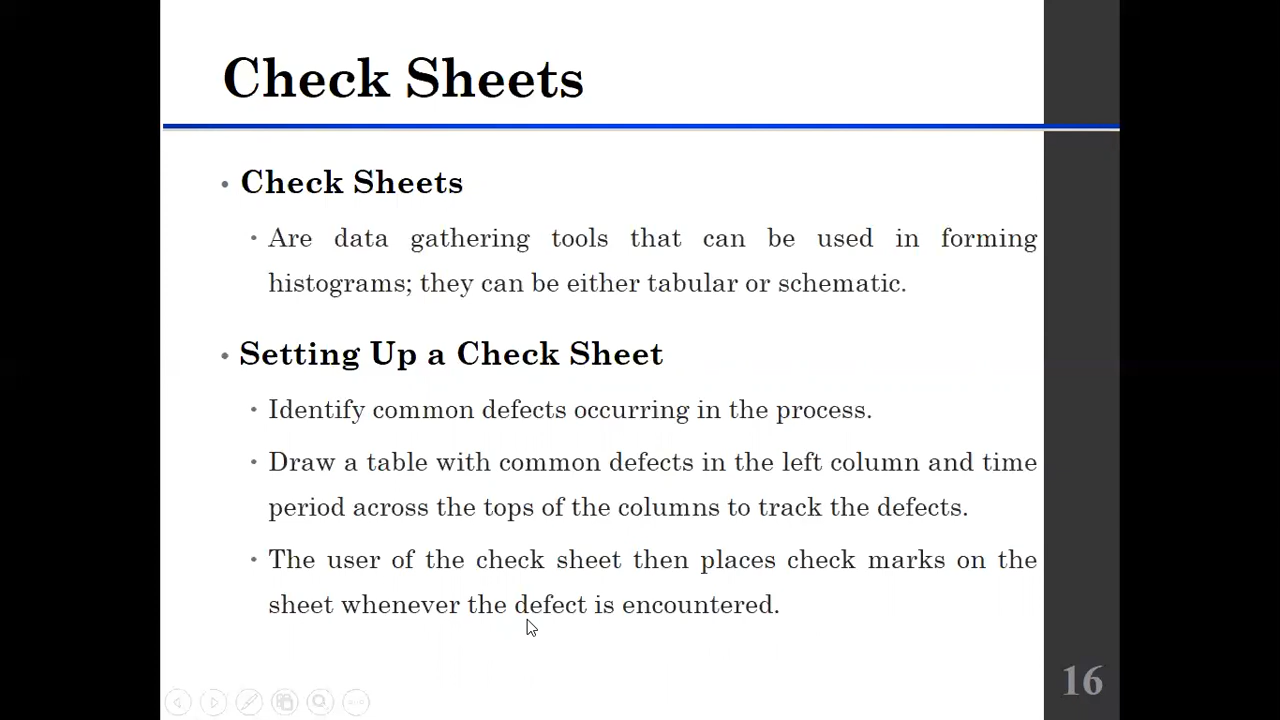 Check Sheets
Check Sheets
Are data gathering tools that can be used in forming
histograms; they can be either tabular or schematic.
Setting Up a Check Sheet
Identify common defects occurring in the process.
Draw a table with common defects in the left column and time
period across the tops of the columns to track the defects.
The user of the check sheet then places check marks on the
sheet whenever the defect is encountered.
16